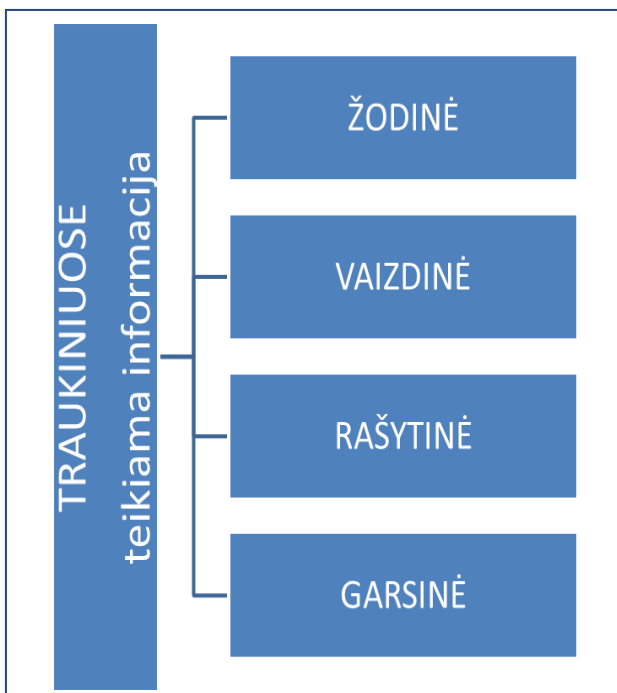 TRAUKINIUOSE
teikiama informacija
ŽODINĖ
VAIZDINĖ
RAŠYTINĖ
GARSINĖ